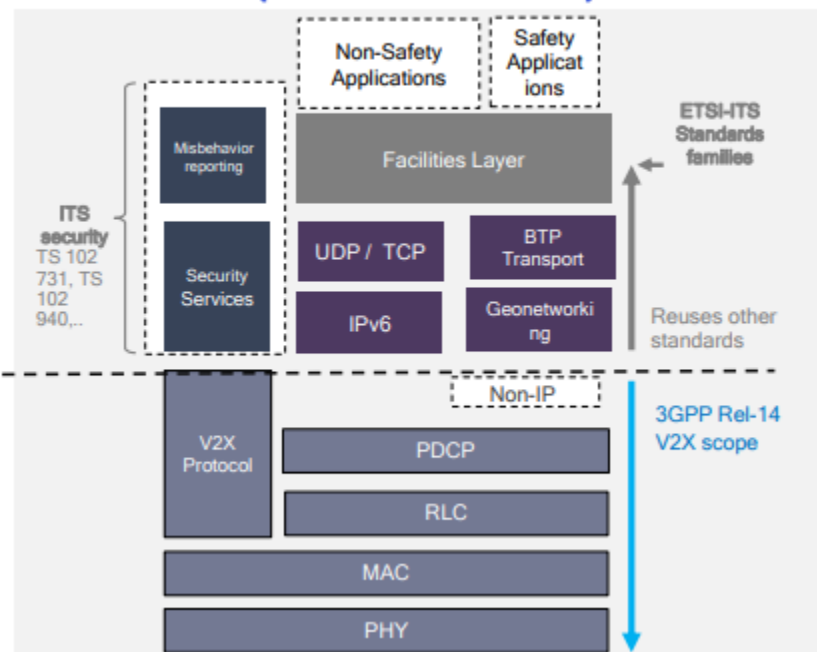 Non-Safety
Applications
Safety
Applicat
ions
ETSI-ITS
Standards
families
Misbehavior
reporting
Facilities Layer
ITS
security
TS 102
731, TS
102
940,..
Security
Services
UDP / TCP
BTP
Transport
IPv6
Geonetworki
ng
Reuses other
standards
Non-IP
3GPP Rel-14
V2X scope
V2X
Protocol
PDCP
RLC
MAC
PHY